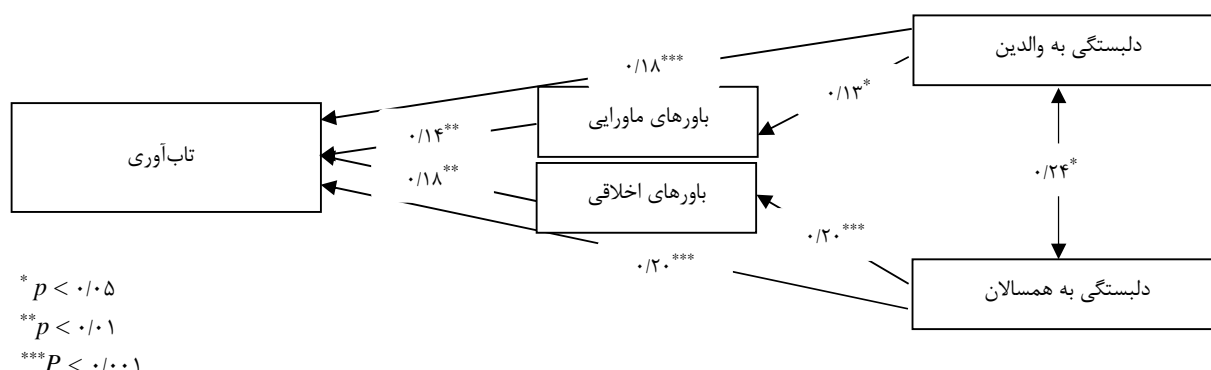 دلبستگی به والدین
۰/۱۸***
۰/۱۳*
باورهای ماورایی
۰/۱۴**
تاب‌آوری
۰/۲۴*
۰/۱۸**
باورهای اخلاقی
۰/۲۰***
۰/۲۰***
دلبستگی به همسالان
* p < ۰/۰۵
**p < ۰/۰۱
***P < ۰/۰۰۱